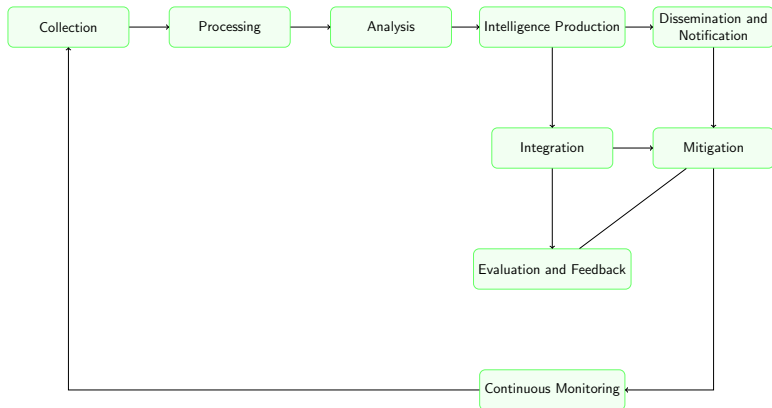 Collection
Processing
Analysis
Intelligence Production
Dissemination and
Notification
Integration
Mitigation
Evaluation and Feedback
Continuous Monitoring